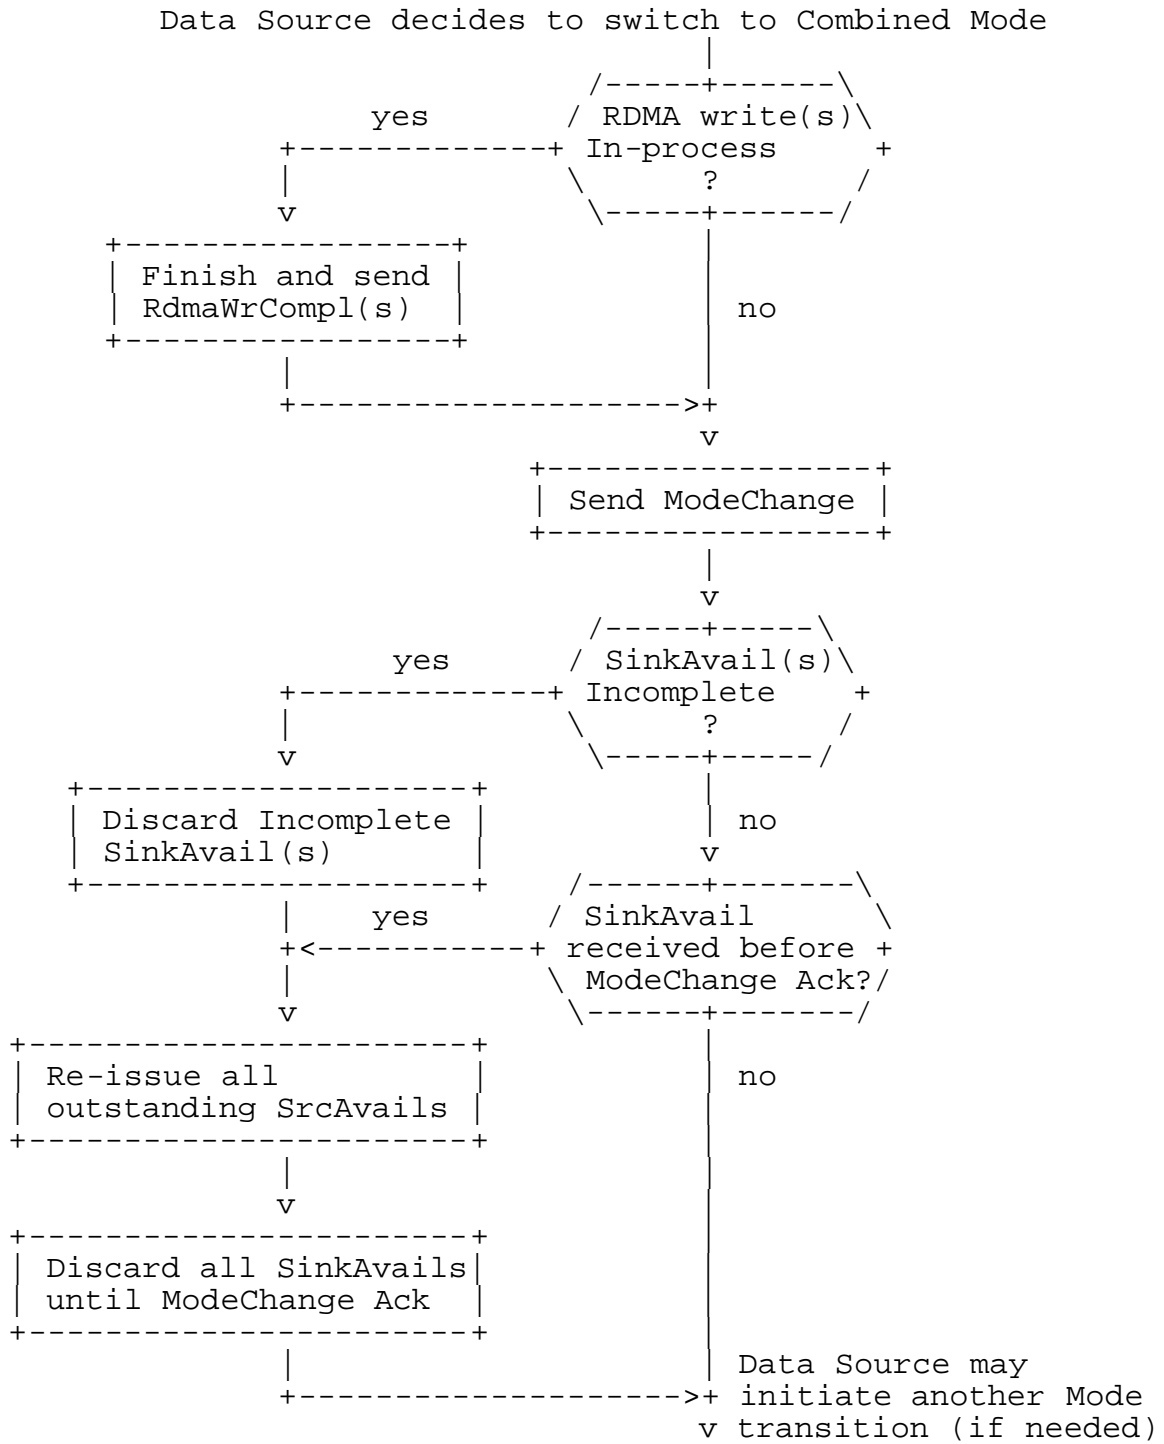 Data Source decides to switch to Combined Mode
RDMA write(s)
yes
In-process
?
Finish and send
RdmaWrCompl(s)
no
Send ModeChange
SinkAvail(s)
yes
Incomplete
?
Discard Incomplete
SinkAvail(s)
no
SinkAvail
yes
received before
ModeChange Ack?
Re-issue all
outstanding SrcAvails
no
Discard all SinkAvails
until ModeChange Ack
Data Source may
initiate another Mode
transition (if needed)